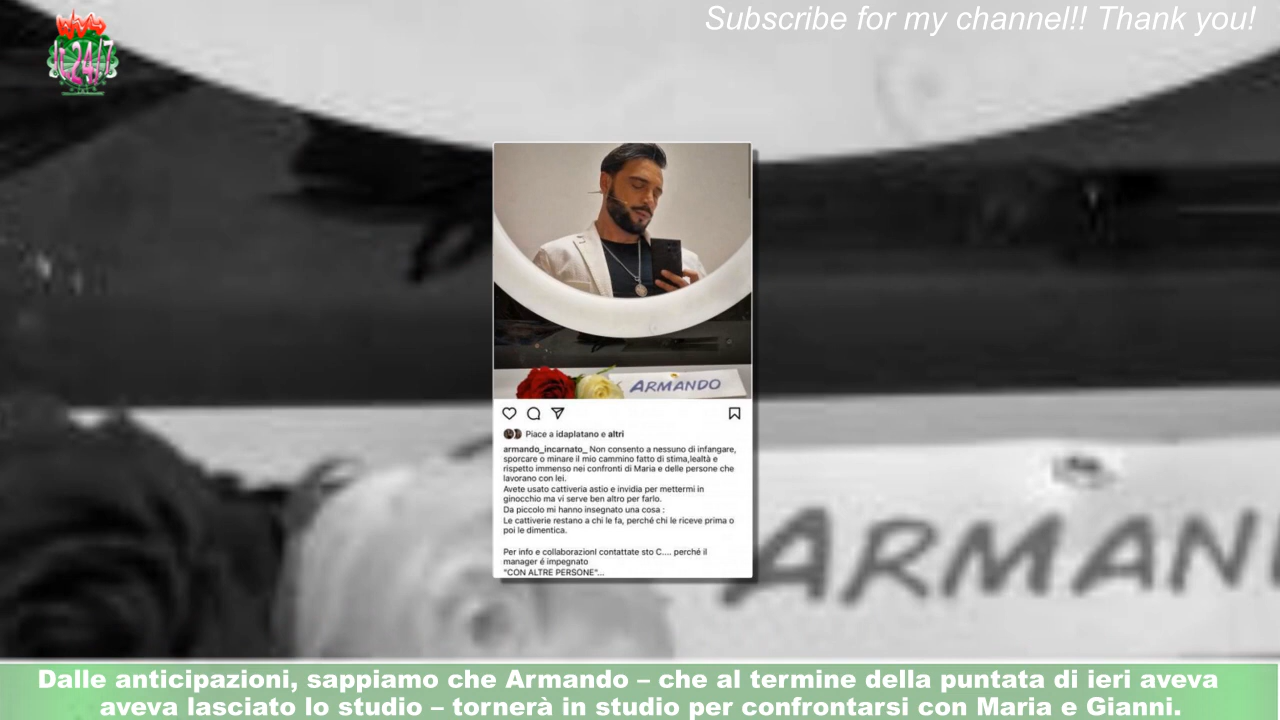 Subscribe for my channel!! Thank you!
24/7
ARMANDO
Piace a idaplatano e altri
armando_incarnato_ Non consento a nessuno di infangare,
sporcare o minare il mio cammino fatto di stima,lealtà e
rispetto immenso nei confronti di Maria e delle persone che
lavorano con lei.
Avete usato cattiveria astio e invidia per mettermi in
ginocchio ma vi serve ben altro per farlo.
Da piccolo mi hanno insegnato una cosa :
Le cattiverie restano a chi le fa, perché chi le riceve prima o
poi le dimentica.
Per info e collaborazionI contattate sto C.... perché il
manager é impegnato
"CON ALTRE PERSONE"...
ARMAN
Dalle anticipazioni, sappiamo che Armando – che al termine della puntata di ieri aveva
aveva lasciato lo studio – tornerà in studio per confrontarsi con Maria e Gianni.